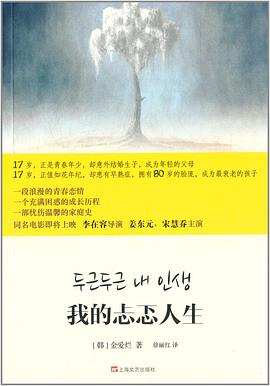 17岁，正是青春年少，却意外结婚生子，成为年轻的父母
17岁，正值如花年纪，却患有早熟症，拥有80岁的脸庞，成为最衰老的孩子
一段浪漫的青春恋情
一个充满困惑的成长历程
一部忧伤温馨的家庭史
同名电影即将上映 李在容导演 姜东元、宋慧乔主演
두근두근 내 인생
我的忐忑人生
[韩] 金爱烂 著 徐丽红 译
上海文艺出版社